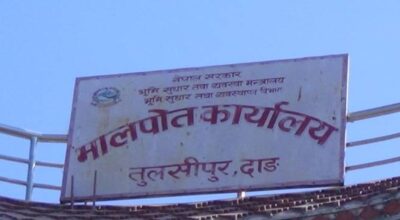 नेपाल सरकार
भूमि सुधार तथा व्यवस्था मन्त्रालय
भूमि सुधार तथा व्यवस्थापन विभाग
मालपोत कार्यालय
तुलसीपुर, दाङ